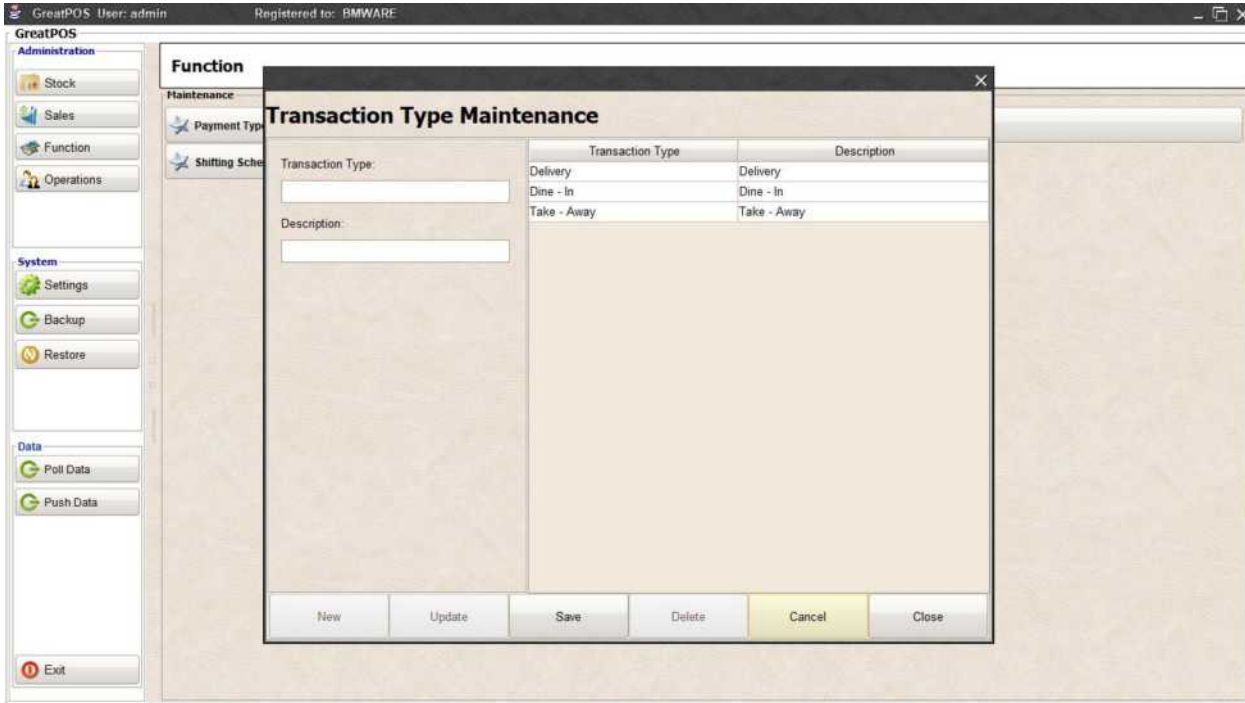 GreatPOS User: admin Registered to: BMWARE
GreatPOS
Administration
Stock
Sales
Function
Operations
System
Settings
Backup
Restore
Data
Poll Data
Push Data
Exit
Function
Maintenance
Payment Typ
Shifting Sche
Transaction Type Maintenance
Transaction Type:
Description:
Transaction Type Description
Delivery Delivery
Dine - In Dine - In
Take - Away Take - Away
New Update Save Delete Cancel Close